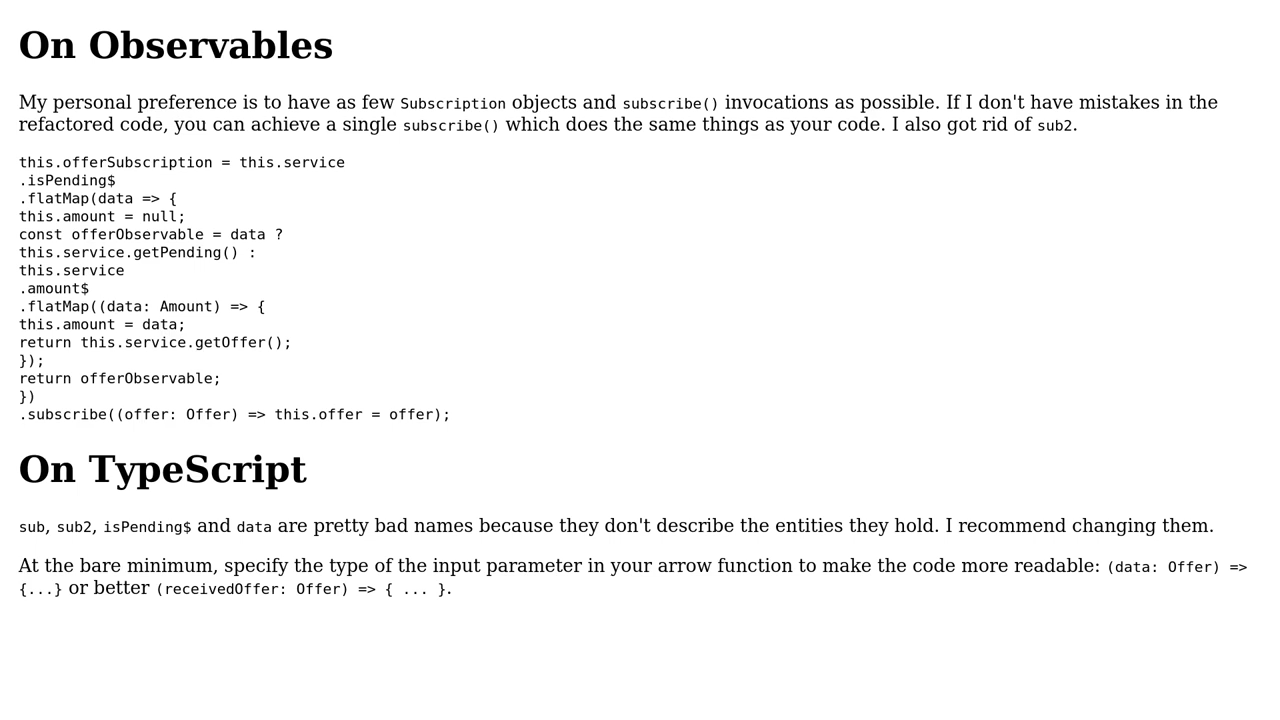 On Observables
My personal preference is to have as few Subscription objects and subscribe() invocations as possible. If I don't have mistakes in the
refactored code, you can achieve a single subscribe() which does the same things as your code. I also got rid of sub2.
this.offerSubscription = this.service
.isPending$
.flatMap(data => {
this.amount = null;
const offerObservable = data ?
this.service.getPending() :
this.service
.amount$
.flatMap((data: Amount) => {
this.amount = data;
return this.service.getOffer();
});
return offerObservable;
})
.subscribe((offer: Offer) => this.offer = offer);
On TypeScript
sub, sub2, isPending$ and data are pretty bad names because they don't describe the entities they hold. I recommend changing them.
At the bare minimum, specify the type of the input parameter in your arrow function to make the code more readable: (data: Offer) =>
{...} or better (receivedOffer: Offer) => { ... }.